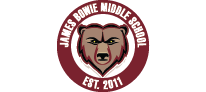 JAMES BOWIE MIDDLE SCHOOL
EST. 2011